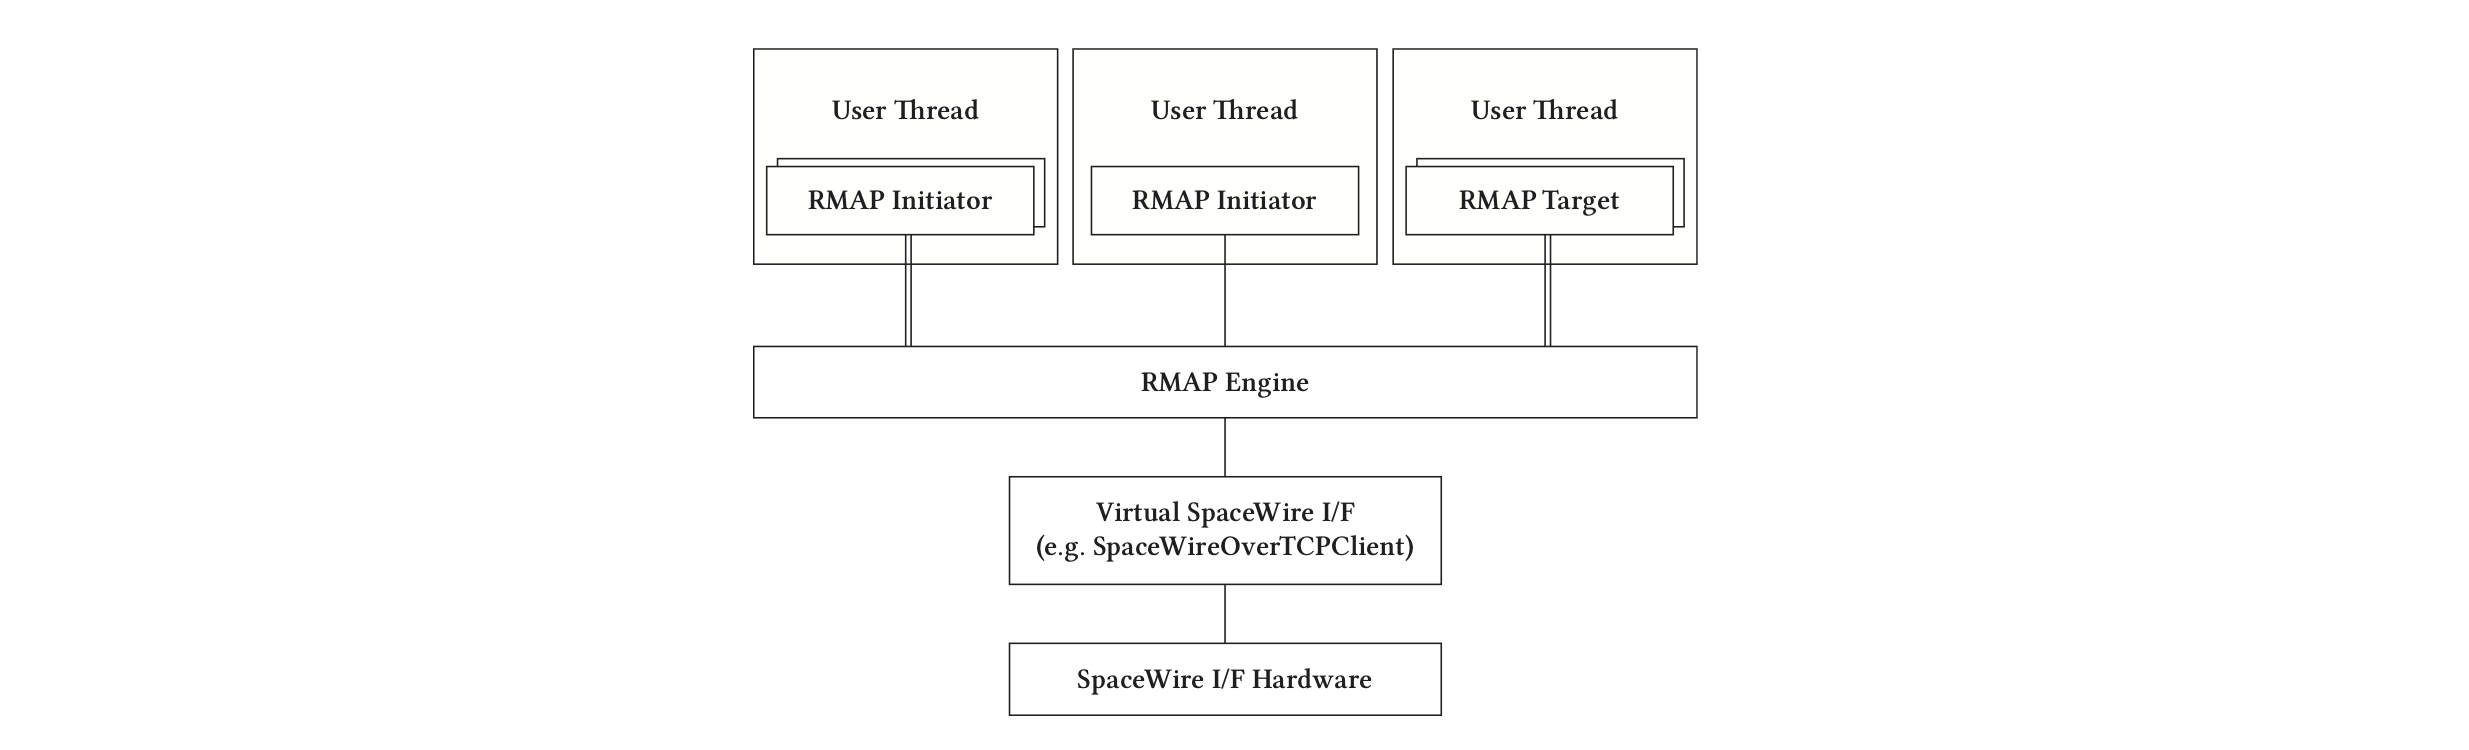 User Thread
User Thread
User Thread
RMAP Initiator
RMAP Initiator
RMAP Target
RMAP Engine
Virtual SpaceWire I/F
(e.g. SpaceWireOverTCPClient)
SpaceWire I/F Hardware